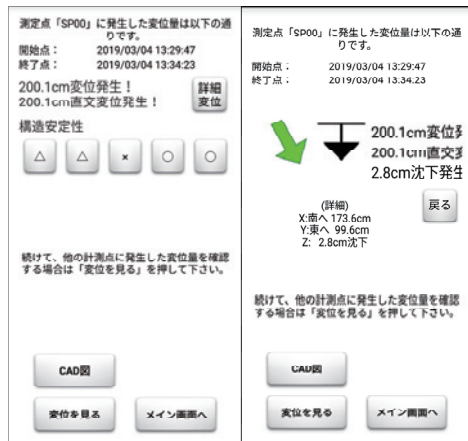 測定点「SP00」に発生した変位量は以下の通
りです。
開始点： 2019/03/04 13:29:47
終了点： 2019/03/04 13:34:23
200.1cm変位発生！
200.1cm直交変位発生！
詳細
変位
構造安定性
△ △ × ○ ○
続けて、他の計測点に発生した変位量を確認
する場合は「変位を見る」を押して下さい。
CAD図
変位を見る メイン画面へ
測定点「SP00」に発生した変位量は以下の通
りです。
開始点： 2019/03/04 13:29:47
終了点： 2019/03/04 13:34:23
200.1cm変位
200.1cm直交
2.8cm沈下発生
(詳細)
X:南へ 173.6cm
Y:東へ 99.6cm
Z: 2.8cm沈下
戻る
続けて、他の計測点に発生した変位量を確認
する場合は「変位を見る」を押して下さい。
CAD図
変位を見る メイン画面へ